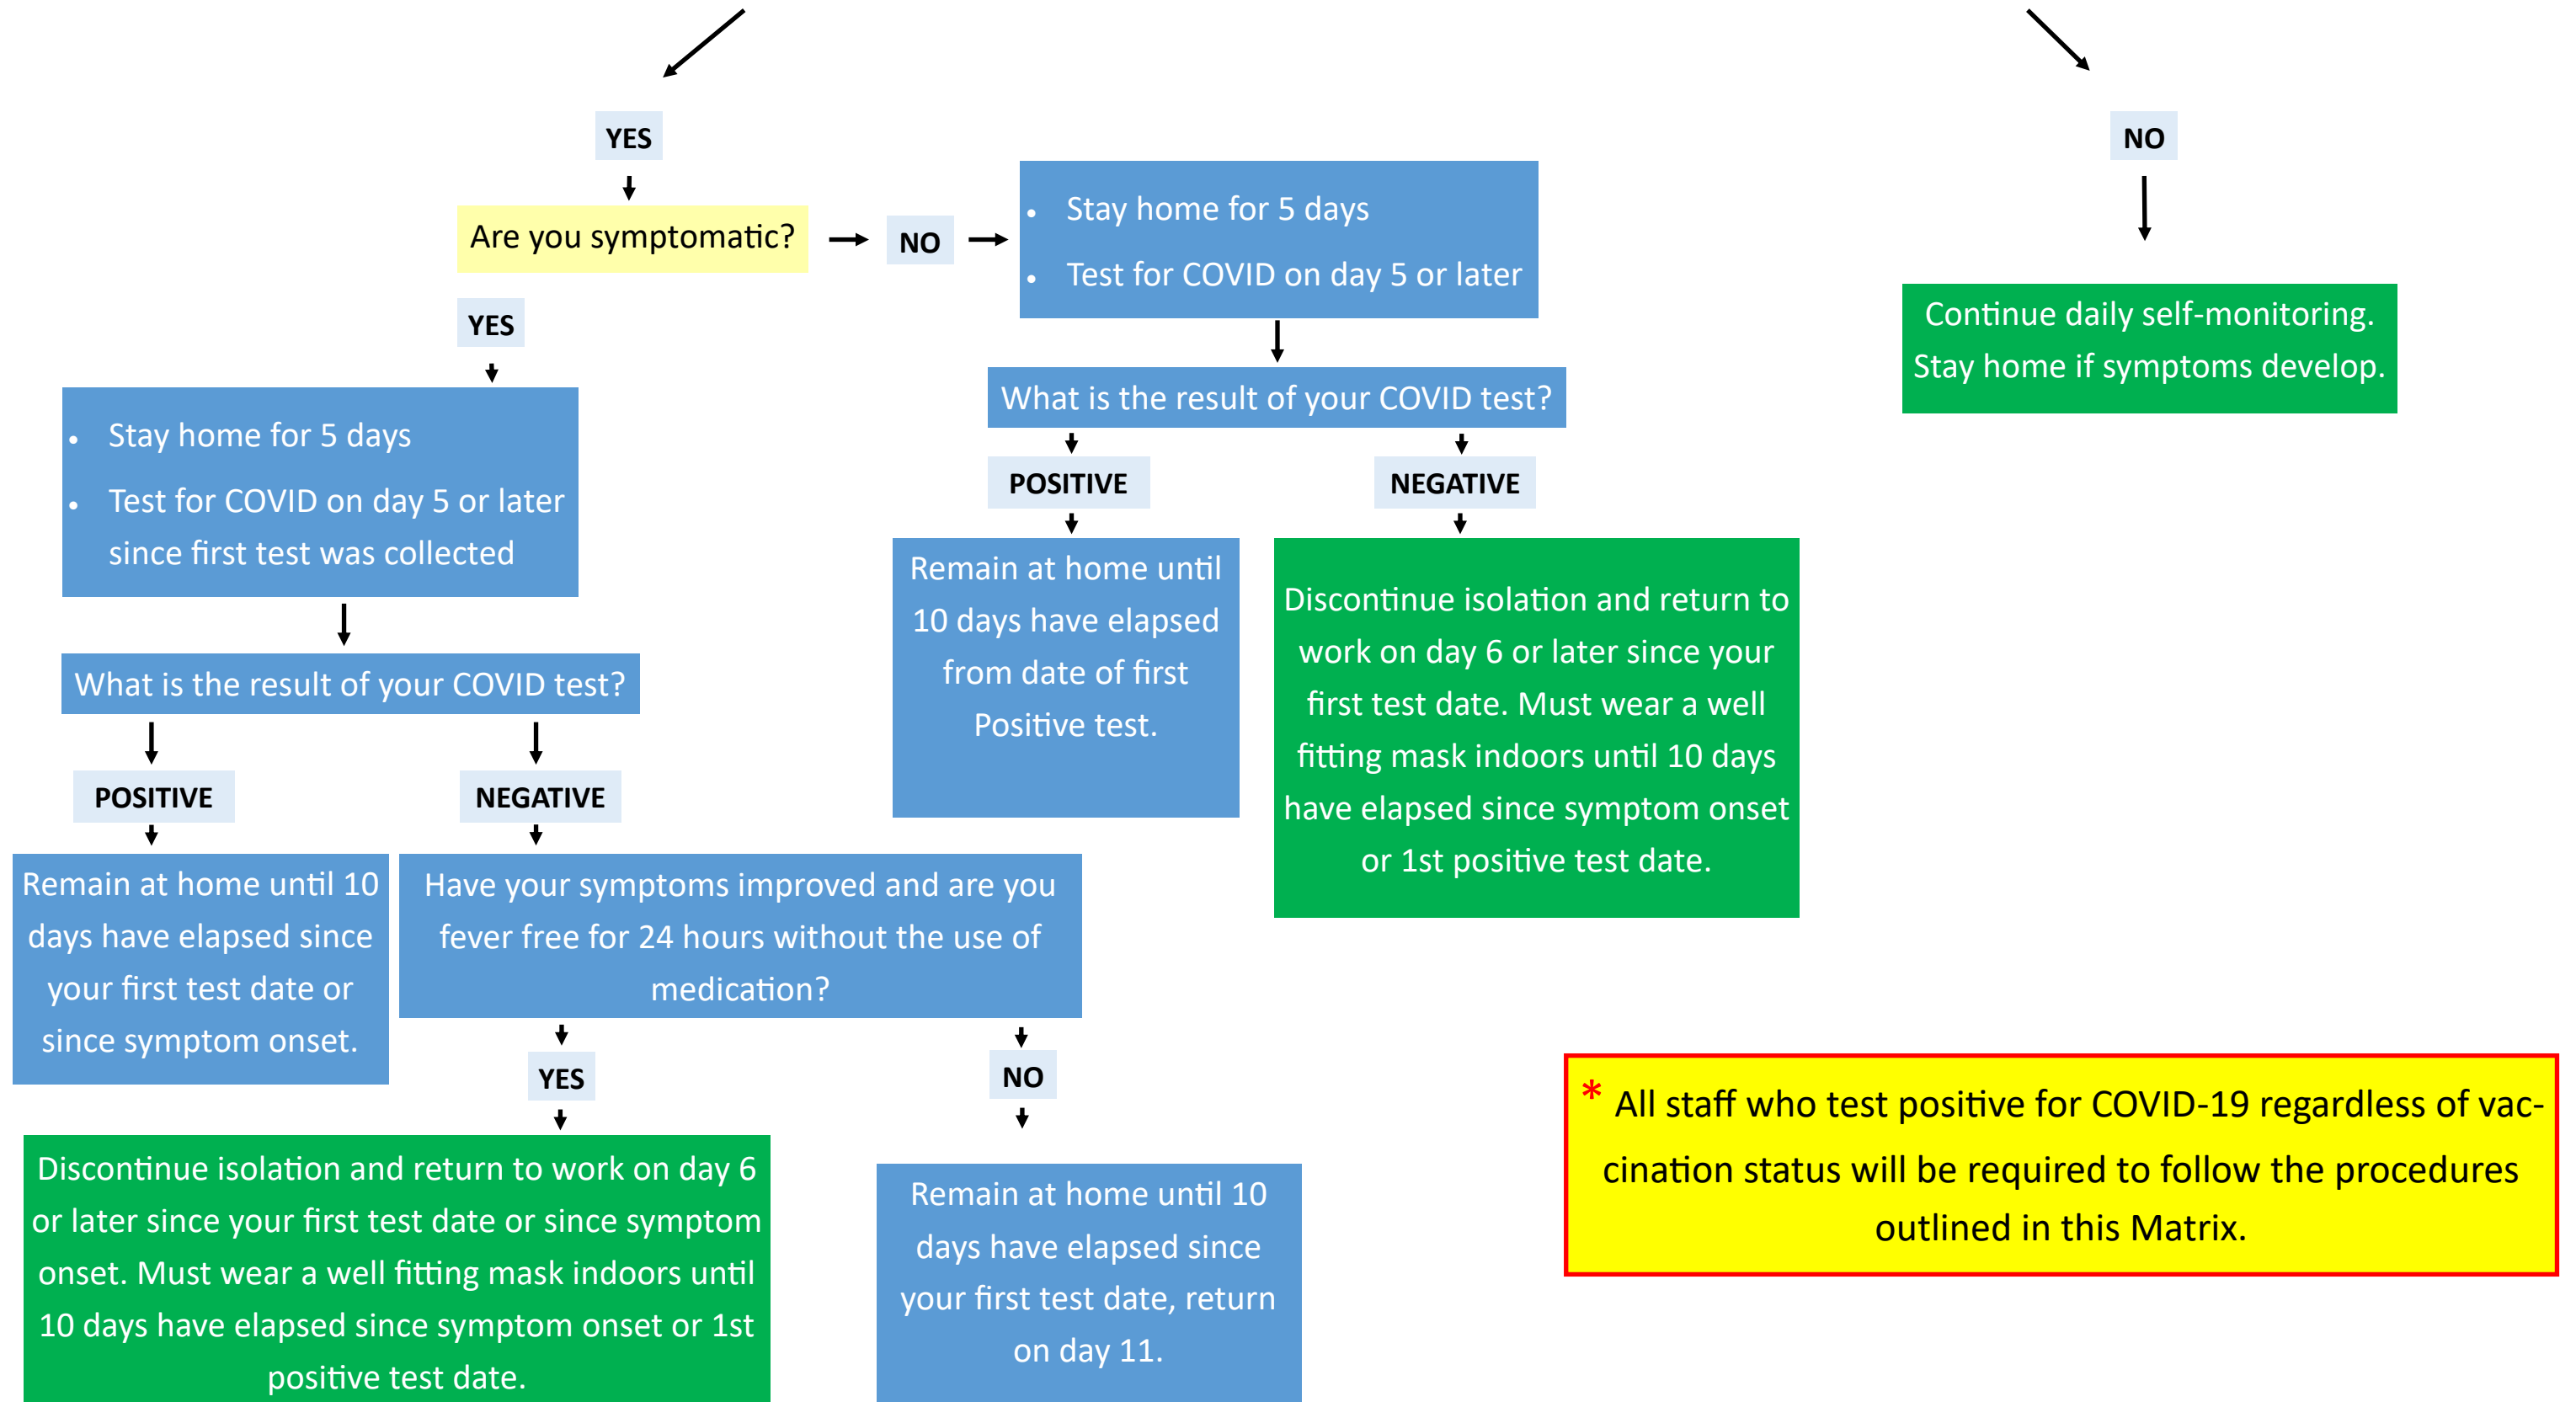 YES
Are you symptomatic?
NO
• Stay home for 5 days
• Test for COVID on day 5 or later
YES
• Stay home for 5 days
• Test for COVID on day 5 or later
since first test was collected
What is the result of your COVID test?
POSITIVE
Remain at home until 10
days have elapsed since
your first test date or
since symptom onset.
NEGATIVE
Have your symptoms improved and are you
fever free for 24 hours without the use of
medication?
YES
Discontinue isolation and return to work on day 6
or later since your first test date or since symptom
onset. Must wear a well fitting mask indoors until
10 days have elapsed since symptom onset or 1st
positive test date.
NO
Remain at home until 10
days have elapsed since
your first test date, return
on day 11.
What is the result of your COVID test?
POSITIVE
Remain at home until
10 days have elapsed
from date of first
Positive test.
NEGATIVE
Discontinue isolation and return to
work on day 6 or later since your
first test date. Must wear a well
fitting mask indoors until 10 days
have elapsed since symptom onset
or 1st positive test date.
NO
Continue daily self-monitoring.
Stay home if symptoms develop.
* All staff who test positive for COVID-19 regardless of vac-
cination status will be required to follow the procedures
outlined in this Matrix.